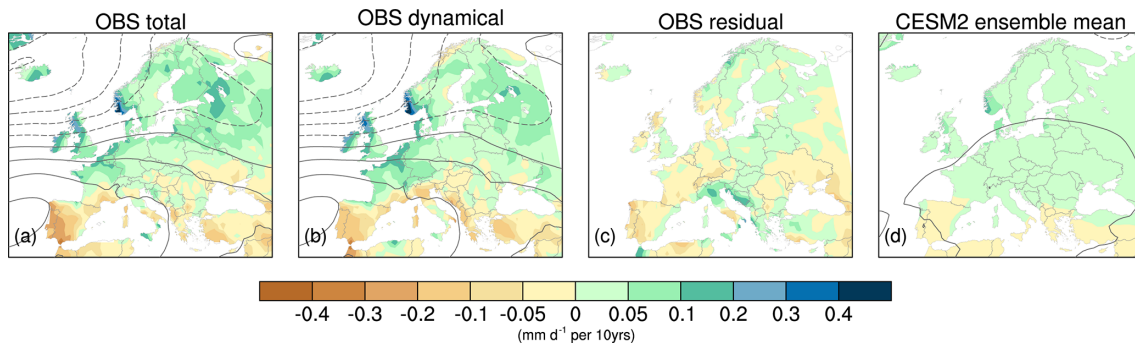 OBS total
OBS dynamical
OBS residual
CESM2 ensemble mean
(a)
(b)
(c)
(d)
-0.4 -0.3 -0.2 -0.1 -0.05 0 0.05 0.1 0.2 0.3 0.4
(mm d⁻¹ per 10yrs)